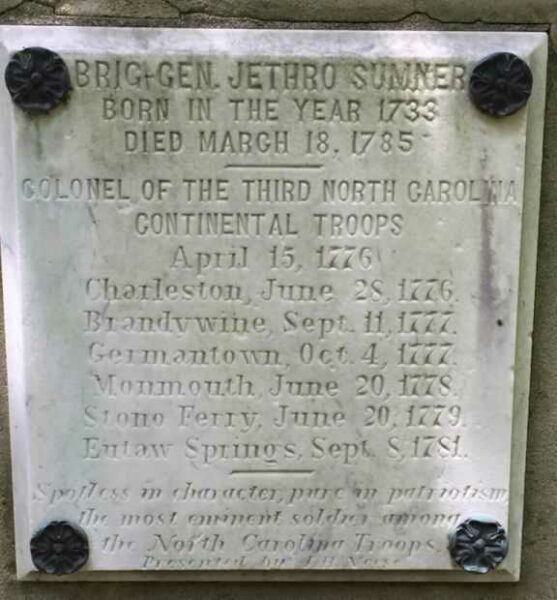 BRIG-GEN. JETHRO SUMNER
BORN IN THE YEAR 1733
DIED MARCH 18, 1785
COLONEL OF THE THIRD NORTH CAROLINA
CONTINENTAL TROOPS
April 15, 1776
Charleston, June 28, 1776.
Brandywine, Sept. 11, 1777.
Germantown, Oct. 4, 1777.
Monmouth, June 20, 1778.
Stono Ferry, June 20, 1779.
Eutaw Springs, Sept. 8, 1781.
Spotless in character, pure in patriotism,
the most eminent soldier among
the North Carolina Troops.
Presented by